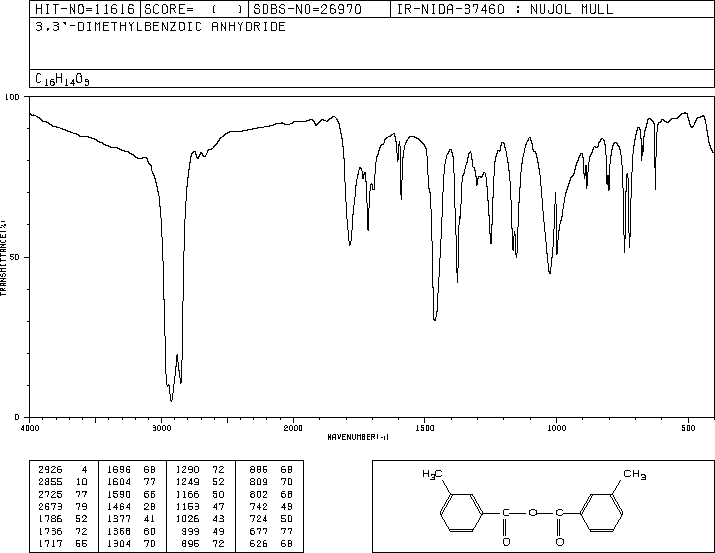 HIT-NO=11616 SCORE= ( ) SDBS-NO=26970 IR-NIDA-37460 : NUJOL MULL
3,3'-DIMETHYLBENZOIC ANHYDRIDE
C16H14O3
100
50
0
TRANSMITTANCE(%)
4000 3000 2000 1500 1000 500
WAVENUMBER(-1)
2926 4 1696 68 1290 72 886 68
2855 10 1604 77 1249 52 809 70
2725 77 1590 66 1166 50 802 68
2679 79 1464 28 1153 47 742 49
1786 52 1377 41 1026 43 724 50
1736 72 1368 60 999 49 677 77
1717 55 1304 70 895 72 626 68
H3C CH3
C O C
O O